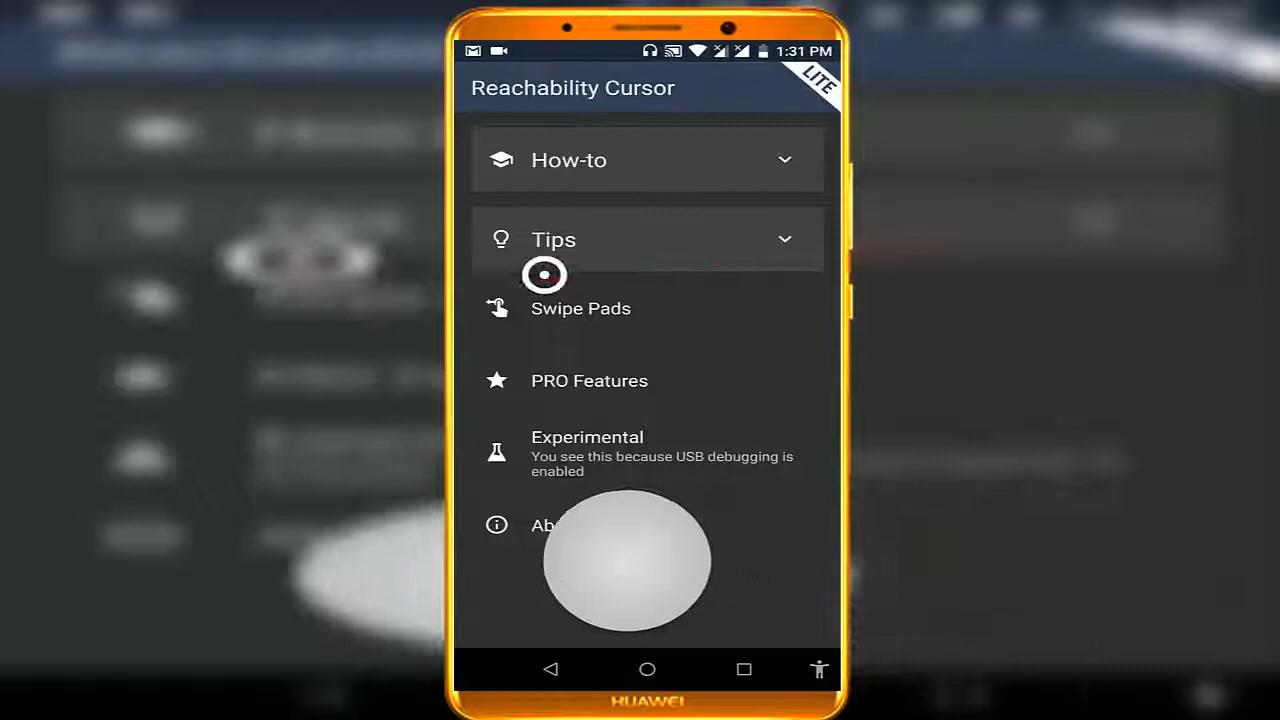 1:31 PM
Reachability Cursor
LITE
How-to
Tips
Swipe Pads
PRO Features
Experimental
You see this because USB debugging is
enabled
Ab
HUAWEI